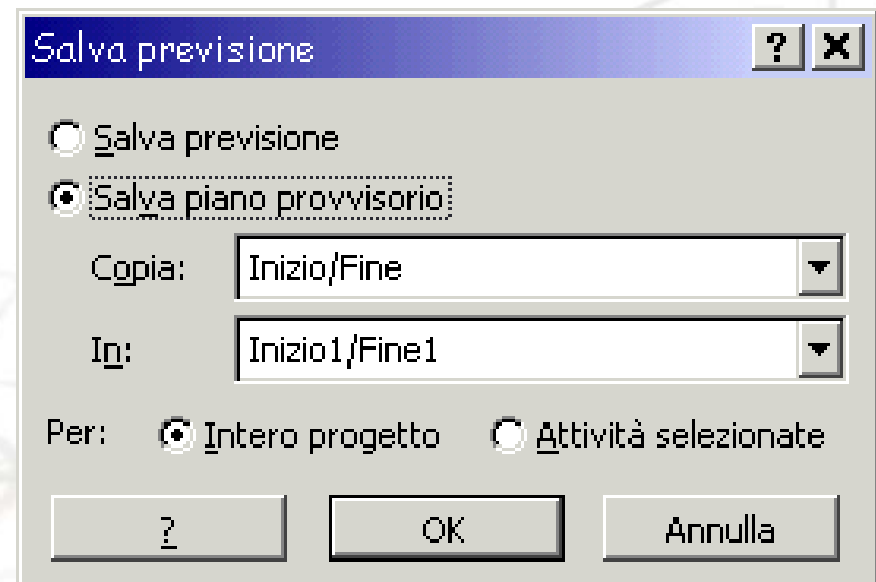 Salva previsione
Salva previsione
Salva piano provvisorio
Copia: Inizio/Fine
In: Inizio1/Fine1
Per: Intero progetto Attività selezionate
? OK Annulla